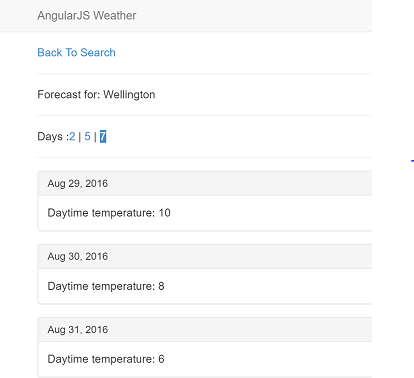 AngularJS Weather
Back To Search
Forecast for: Wellington
Days :2 | 5 | 7
Aug 29, 2016
Daytime temperature: 10
Aug 30, 2016
Daytime temperature: 8
Aug 31, 2016
Daytime temperature: 6